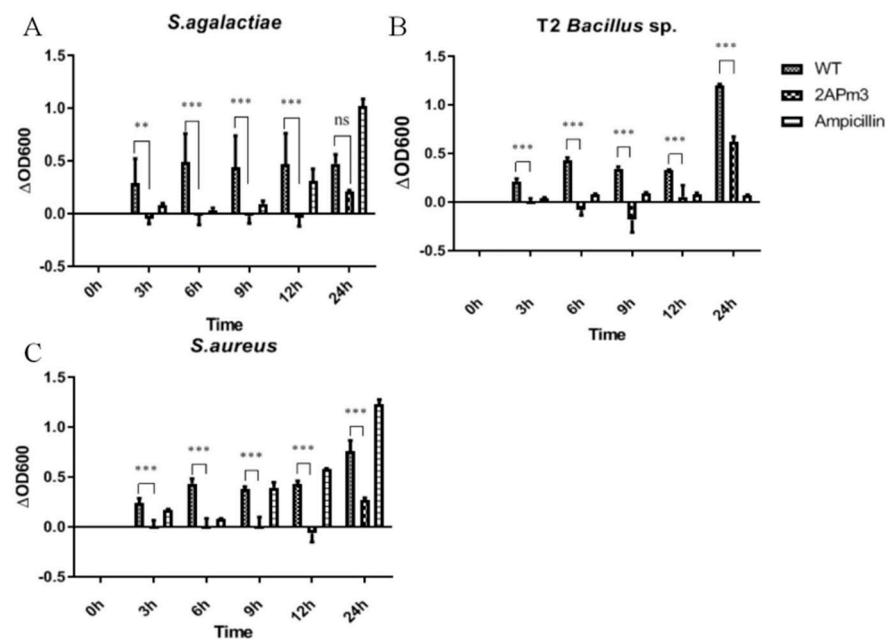 A
S.agalactiae
1.5
1.0
0.5
0.0
-0.5
ΔOD600
** *** *** *** ns
0h 3h 6h 9h 12h 24h
Time
B
T2 Bacillus sp.
1.5
1.0
0.5
0.0
-0.5
ΔOD600
*** *** *** *** ***
0h 3h 6h 9h 12h 24h
Time
WT
2APm3
Ampicillin
C
S.aureus
1.5
1.0
0.5
0.0
-0.5
ΔOD600
*** *** *** *** ***
0h 3h 6h 9h 12h 24h
Time